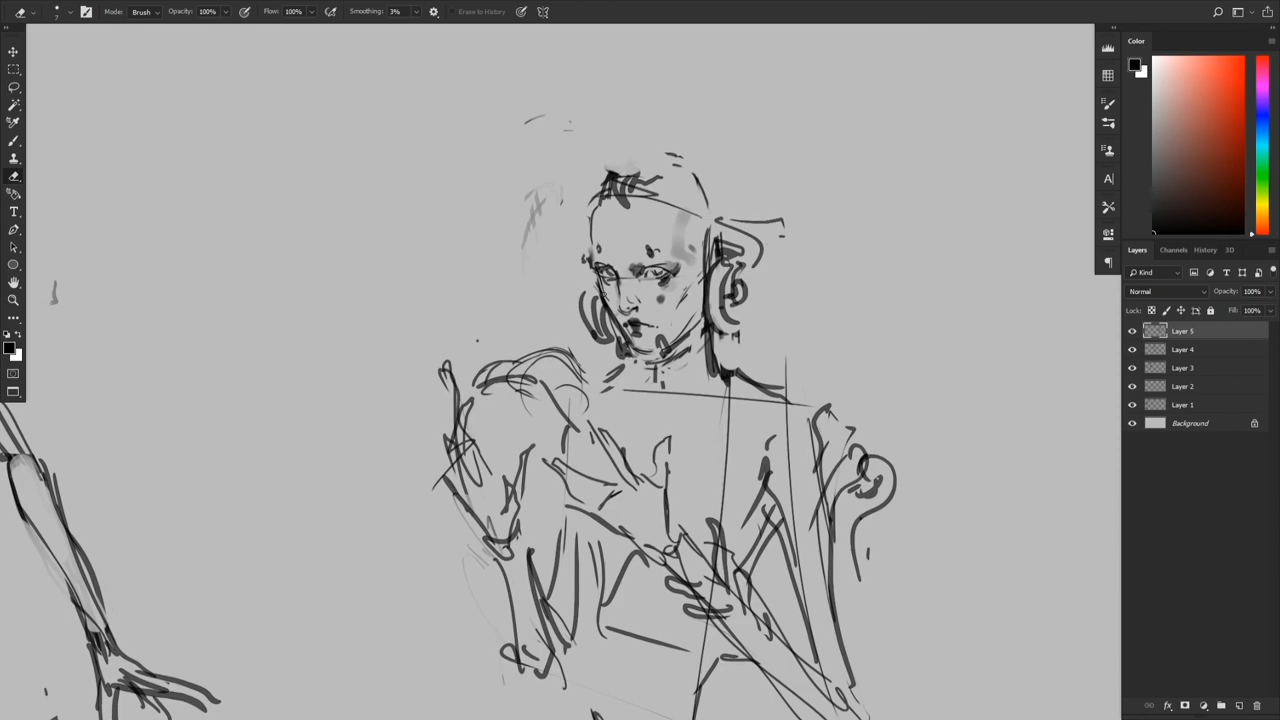 7 Mode: Brush Opacity: 100% Flow: 100% Smoothing: 3% Erase to History
Color
Layers Channels History 3D
Kind
Normal Opacity: 100%
Lock: Fill: 100%
Layer 5
Layer 4
Layer 3
Layer 2
Layer 1
Background